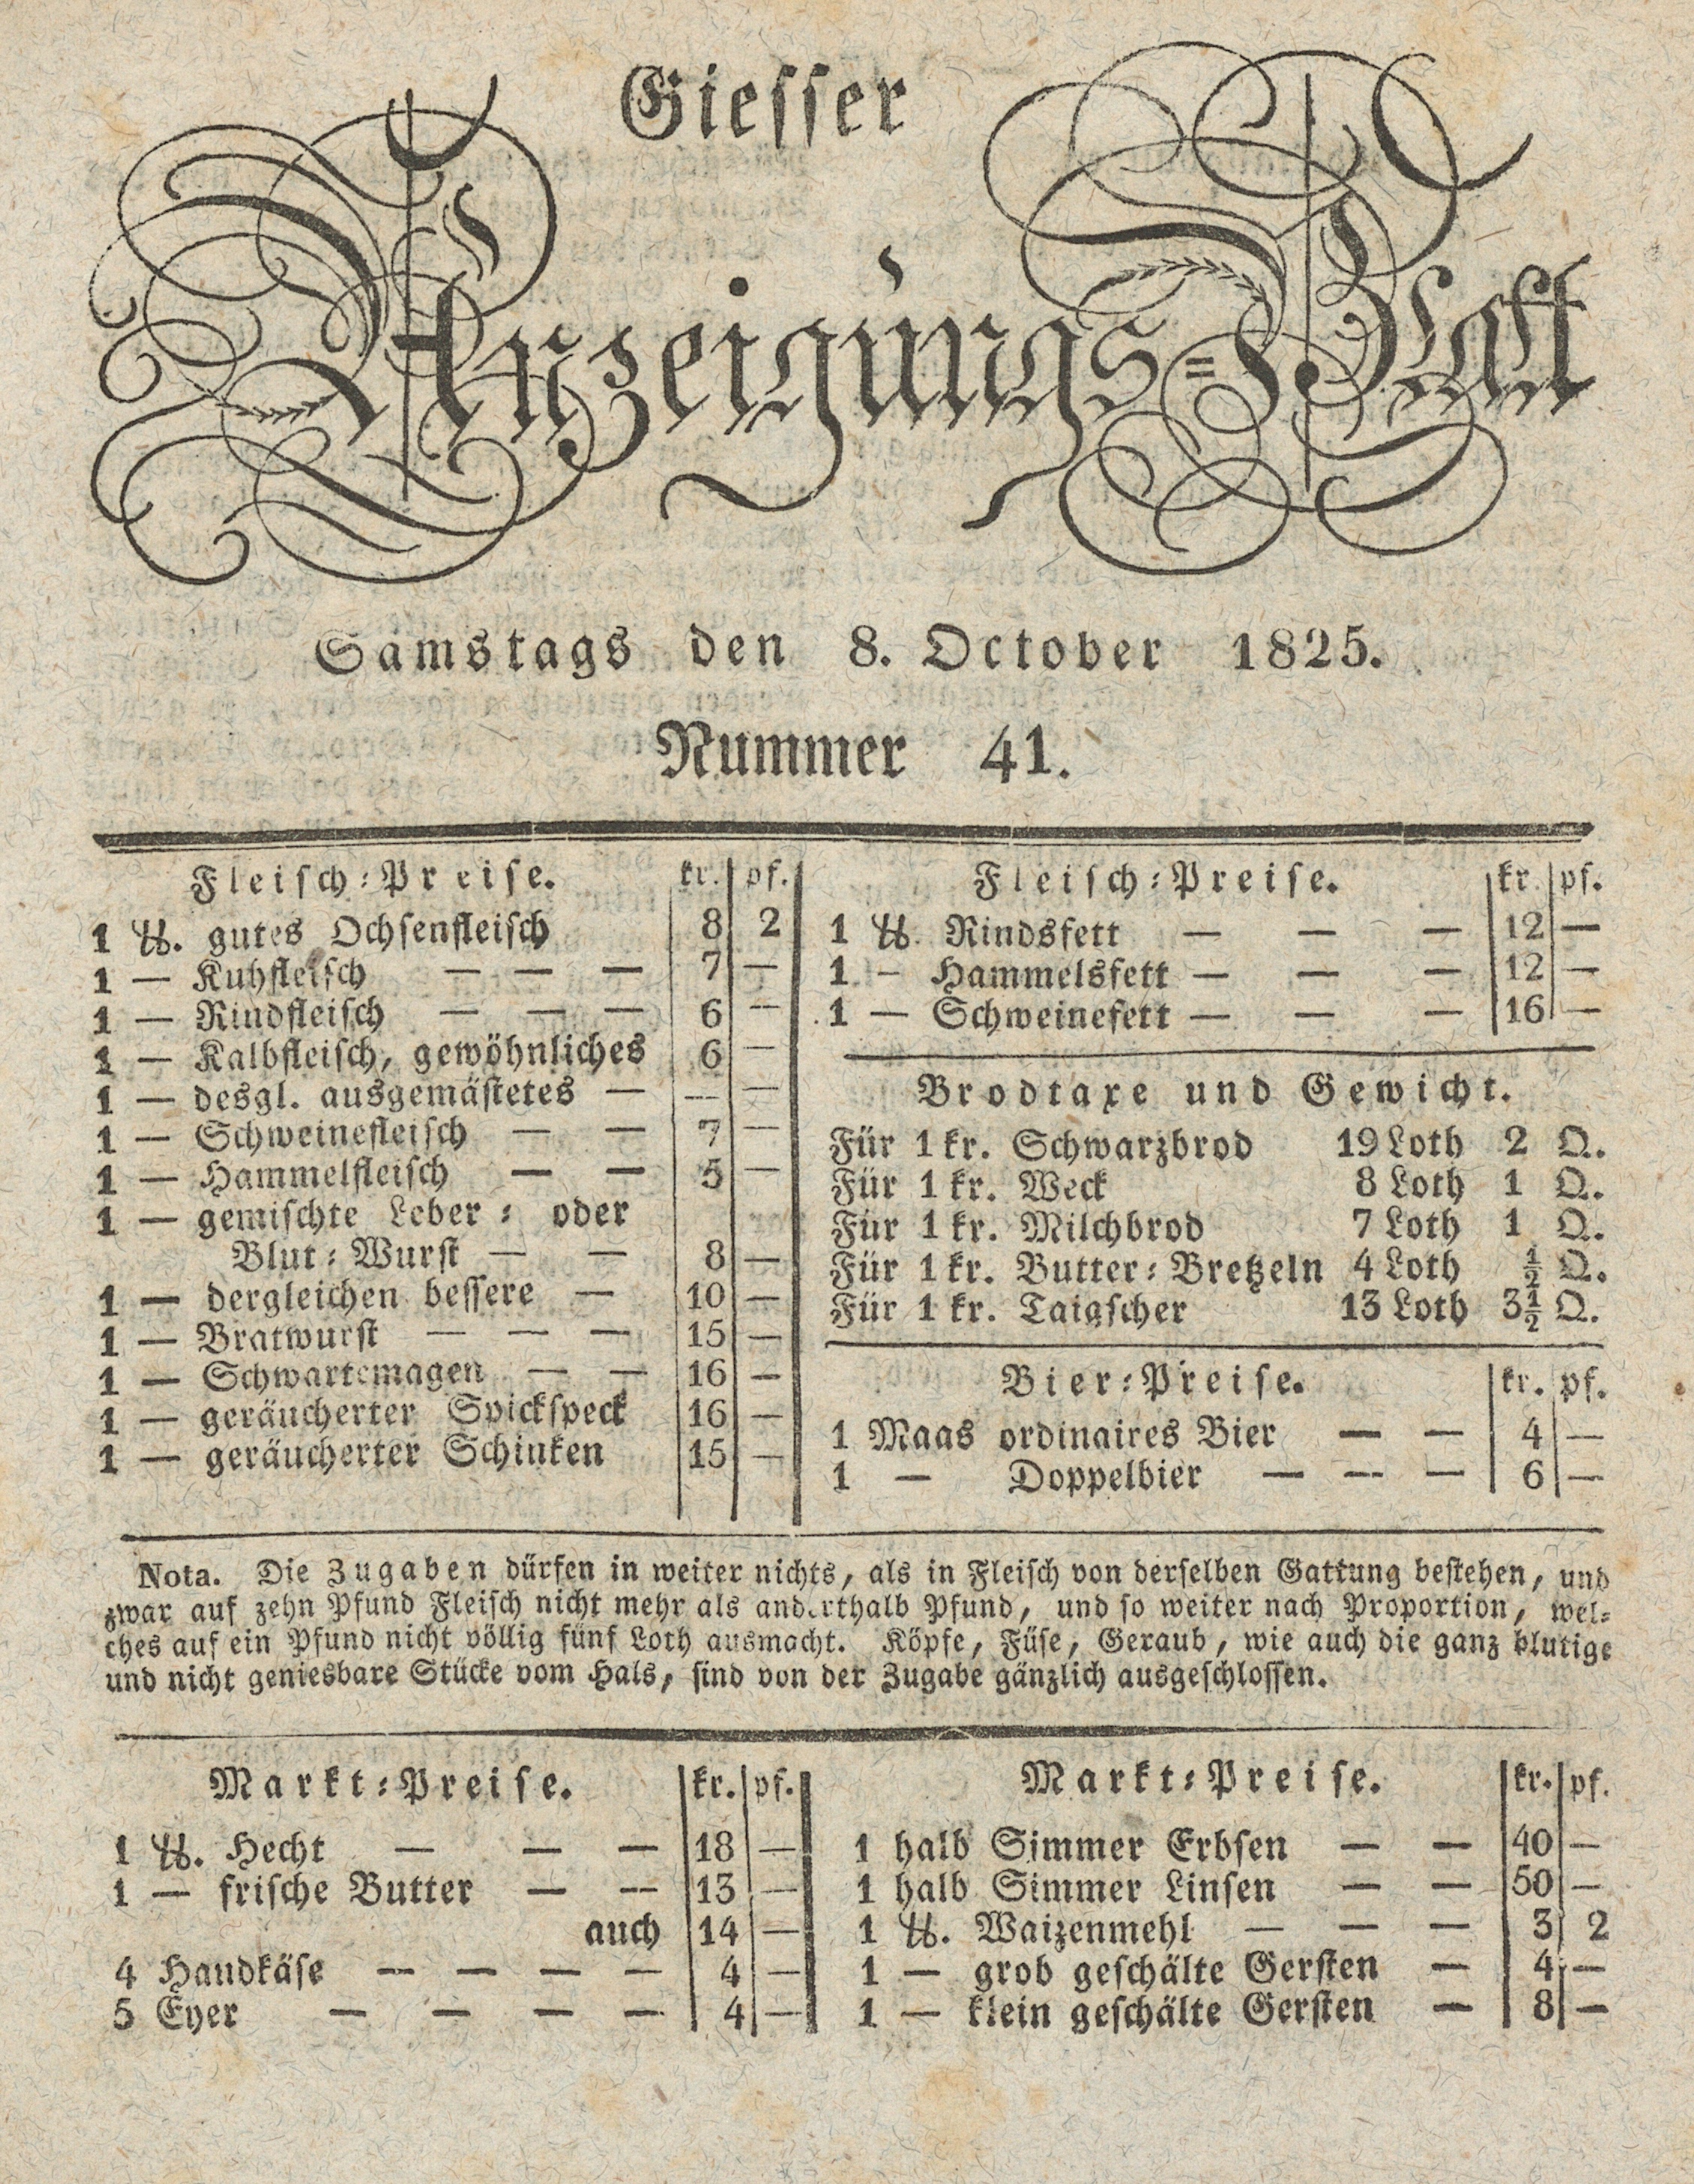 Giesser
Anzeigungs=Blatt
Samstags den 8. October 1825.
Nummer 41.
Fleisch=Preise. kr. pf.
1 ℔. gutes Ochsenfleisch 8 2
1 — Kuhfleisch — — — 7 —
1 — Rindfleisch — — — 6 —
1 — Kalbfleisch, gewöhnliches 6 —
1 — desgl. ausgemästetes — — —
1 — Schweinefleisch — — 7 —
1 — Hammelfleisch — — 5 —
1 — gemischte Leber= oder
Blut=Wurst — — 8 —
1 — dergleichen bessere — 10 —
1 — Bratwurst — — — 15 —
1 — Schwartemagen — — 16 —
1 — geräucherter Spickspeck 16 —
1 — geräucherter Schinken 15 —
Fleisch=Preise. kr. pf.
1 ℔. Rindsfett — — — 12 —
1 — Hammelsfett — — — 12 —
1 — Schweinefett — — — 16 —
Brodtaxe und Gewicht.
Für 1 kr. Schwarzbrod 19 Loth 2 Q.
Für 1 kr. Weck 8 Loth 1 Q.
Für 1 kr. Milchbrod 7 Loth 1 Q.
Für 1 kr. Butter=Bretzeln 4 Loth ½ Q.
Für 1 kr. Taigscher 13 Loth 3½ Q.
Bier=Preise. kr. pf.
1 Maas ordinaires Bier — — 4 —
1 — Doppelbier — — — 6 —
Nota. Die Zugaben dürfen in weiter nichts, als in Fleisch von derselben Gattung bestehen, und
zwar auf zehn Pfund Fleisch nicht mehr als anderthalb Pfund, und so weiter nach Proportion, wel=
ches auf ein Pfund nicht völlig fünf Loth ausmacht. Köpfe, Füse, Geraub, wie auch die ganz blutige
und nicht geniesbare Stücke vom Hals, sind von der Zugabe gänzlich ausgeschlossen.
Markt=Preise. kr. pf.
1 ℔. Hecht — — — 18 —
1 — frische Butter — — 13 —
auch 14 —
4 Handkäse — — — — 4 —
5 Eyer — — — — 4 —
Markt=Preise. kr. pf.
1 halb Simmer Erbsen — — 40 —
1 halb Simmer Linsen — — 50 —
1 ℔. Waizenmehl — — — 3 2
1 — grob geschälte Gersten — 4 —
1 — klein geschälte Gersten — 8 —